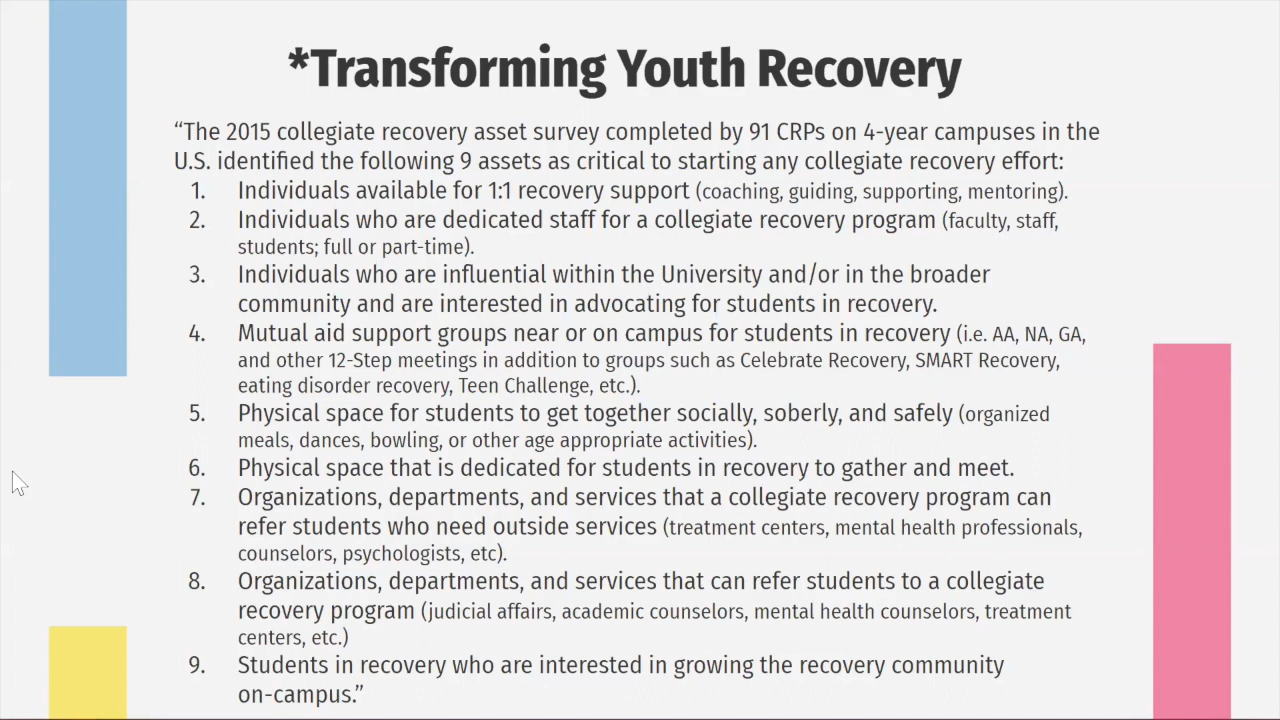 *Transforming Youth Recovery
“The 2015 collegiate recovery asset survey completed by 91 CRPs on 4-year campuses in the
U.S. identified the following 9 assets as critical to starting any collegiate recovery effort:
1. Individuals available for 1:1 recovery support (coaching, guiding, supporting, mentoring).
2. Individuals who are dedicated staff for a collegiate recovery program (faculty, staff,
students; full or part-time).
3. Individuals who are influential within the University and/or in the broader
community and are interested in advocating for students in recovery.
4. Mutual aid support groups near or on campus for students in recovery (i.e. AA, NA, GA,
and other 12-Step meetings in addition to groups such as Celebrate Recovery, SMART Recovery,
eating disorder recovery, Teen Challenge, etc.).
5. Physical space for students to get together socially, soberly, and safely (organized
meals, dances, bowling, or other age appropriate activities).
6. Physical space that is dedicated for students in recovery to gather and meet.
7. Organizations, departments, and services that a collegiate recovery program can
refer students who need outside services (treatment centers, mental health professionals,
counselors, psychologists, etc).
8. Organizations, departments, and services that can refer students to a collegiate
recovery program (judicial affairs, academic counselors, mental health counselors, treatment
centers, etc.)
9. Students in recovery who are interested in growing the recovery community
on-campus.”